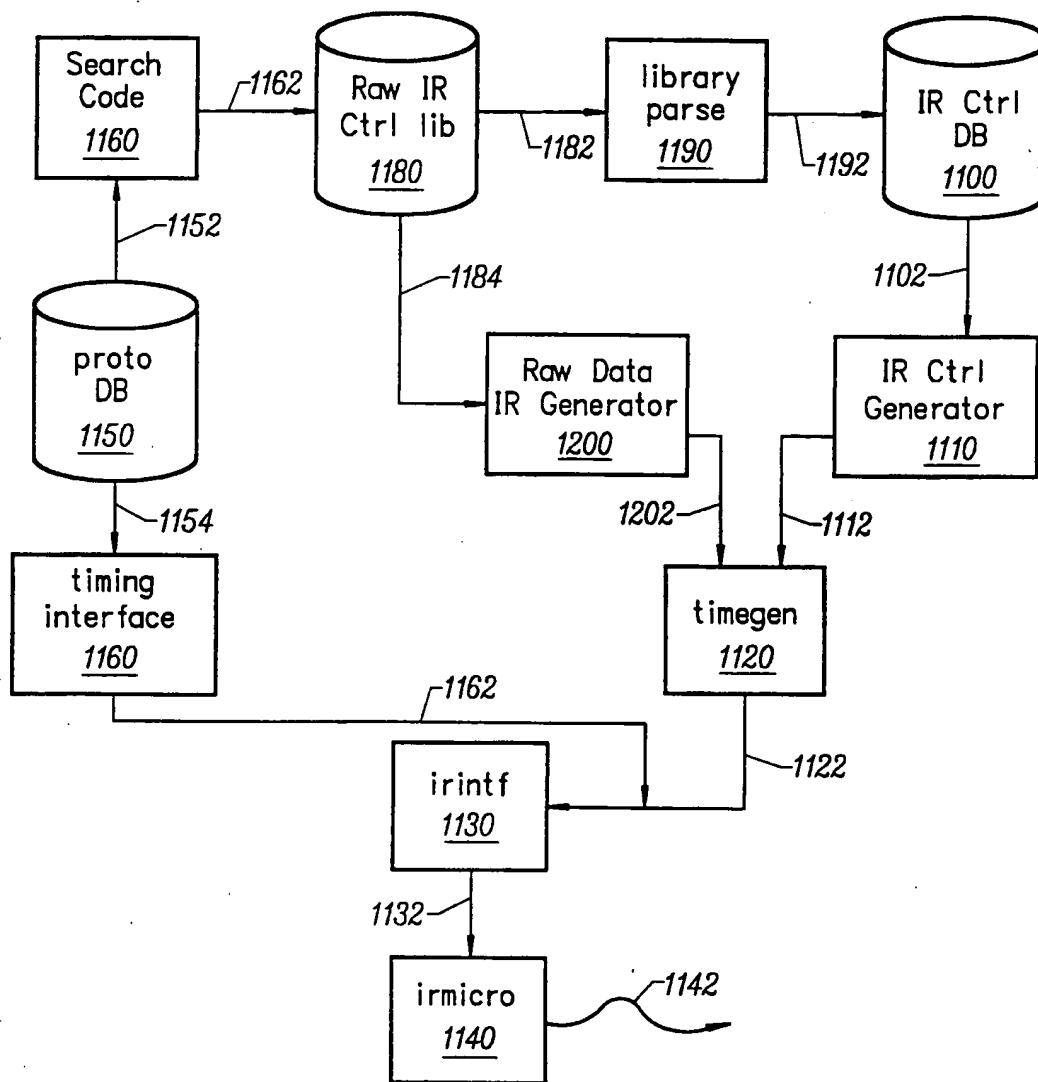 Search
Code
1160
1162
Raw IR
Ctrl lib
1180
1182
library
parse
1190
1192
IR Ctrl
DB
1100
1152
1184
1102
proto
DB
1150
Raw Data
IR Generator
1200
IR Ctrl
Generator
1110
1154
1202
1112
timing
interface
1160
timegen
1120
1162
1122
irintf
1130
1132
irmicro
1140
1142